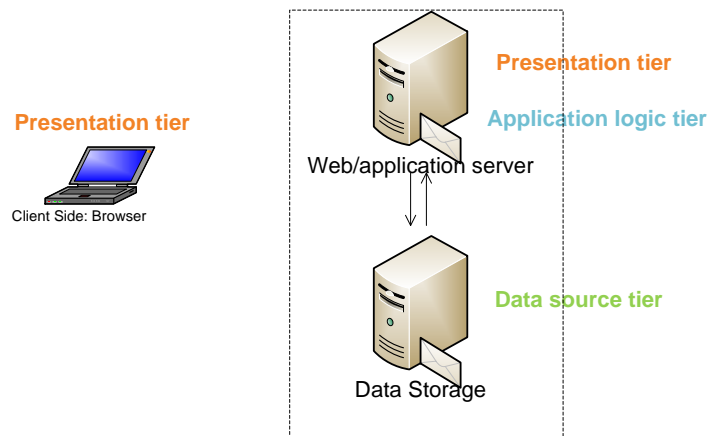 Presentation tier
Application logic tier
Web/application server
Presentation tier
Client Side: Browser
Data source tier
Data Storage